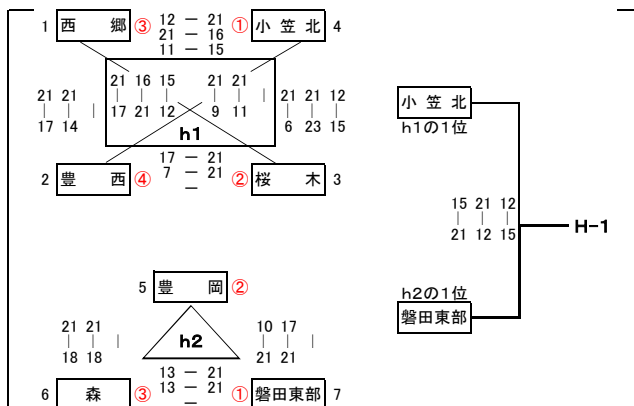 1 西 郷 ③ 12 － 21 ① 小 笠 北 4
21 － 16
11 － 15
21 21 | 21 16 15 21 21 | 21 21 12
| | | | | | | | | |
17 14 17 21 12 9 11 6 23 15
h1
17 － 21
7 － 21
－
2 豊 西 ④ ② 桜 木 3
小 笠 北
h1の1位
15 21 12
| | |
21 12 15
H-1
h2の1位
磐田東部
5 豊 岡 ②
21 21 | 10 17 |
| | | |
18 18 21 21
h2
13 － 21
13 － 21
－
6 森 ③ ① 磐田東部 7